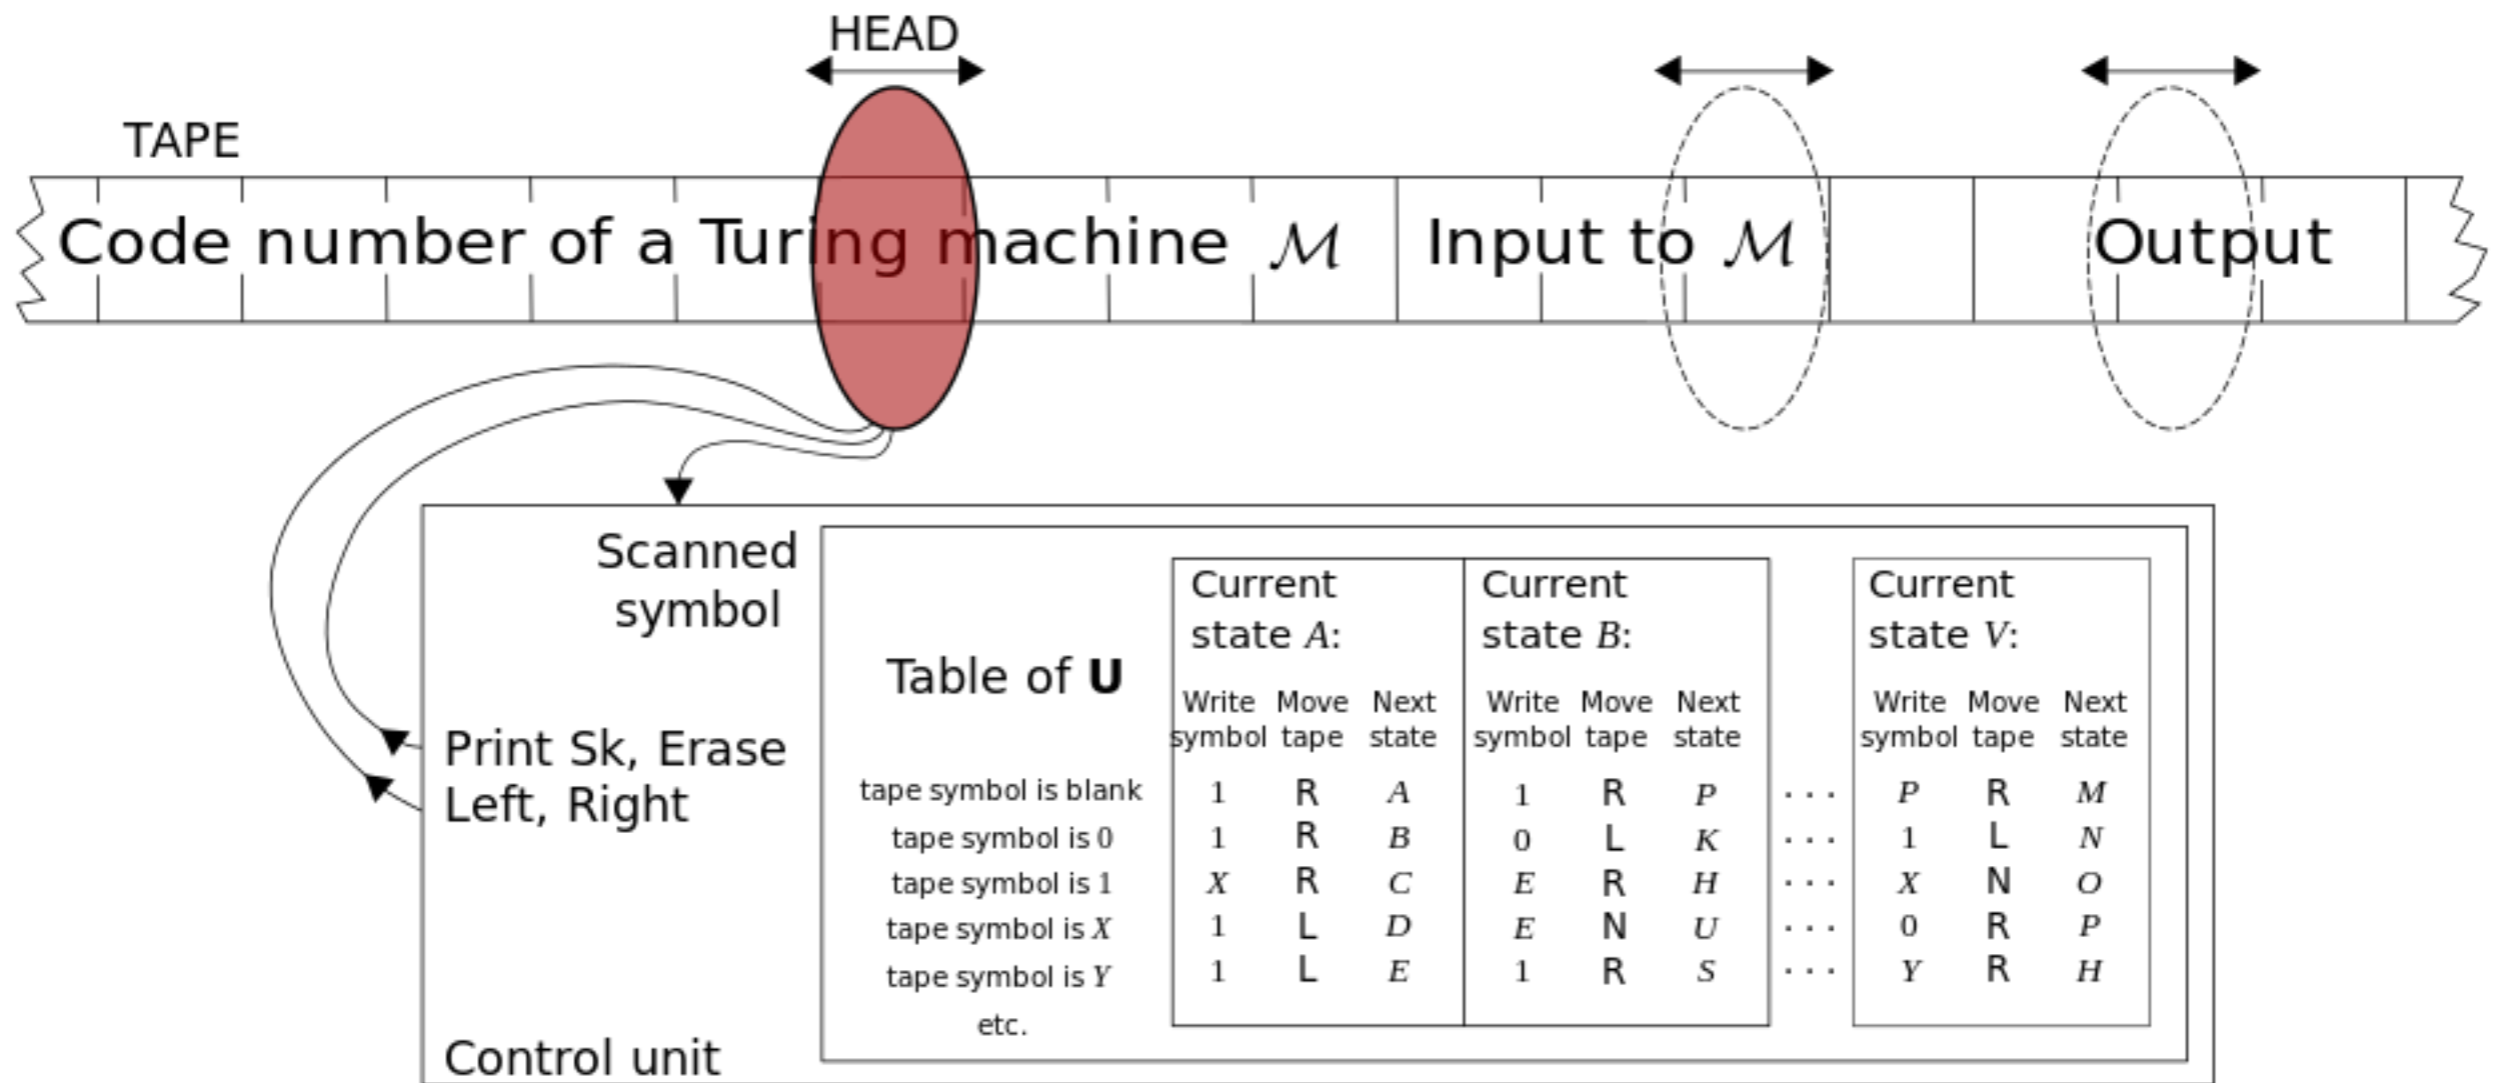 HEAD
TAPE
Code number of a Turing machine ℳ Input to ℳ Output
Scanned
symbol
Print Sk, Erase
Left, Right
Control unit
Table of U
Current Current Current
state A: state B: state V:
Write Move Next Write Move Next Write Move Next
symbol tape state symbol tape state symbol tape state
tape symbol is blank 1 R A 1 R P · · · P R M
tape symbol is 0 1 R B 0 L K · · · 1 L N
tape symbol is 1 X R C E R H · · · X N O
tape symbol is X 1 L D E N U · · · 0 R P
tape symbol is Y 1 L E 1 R S · · · Y R H
etc.